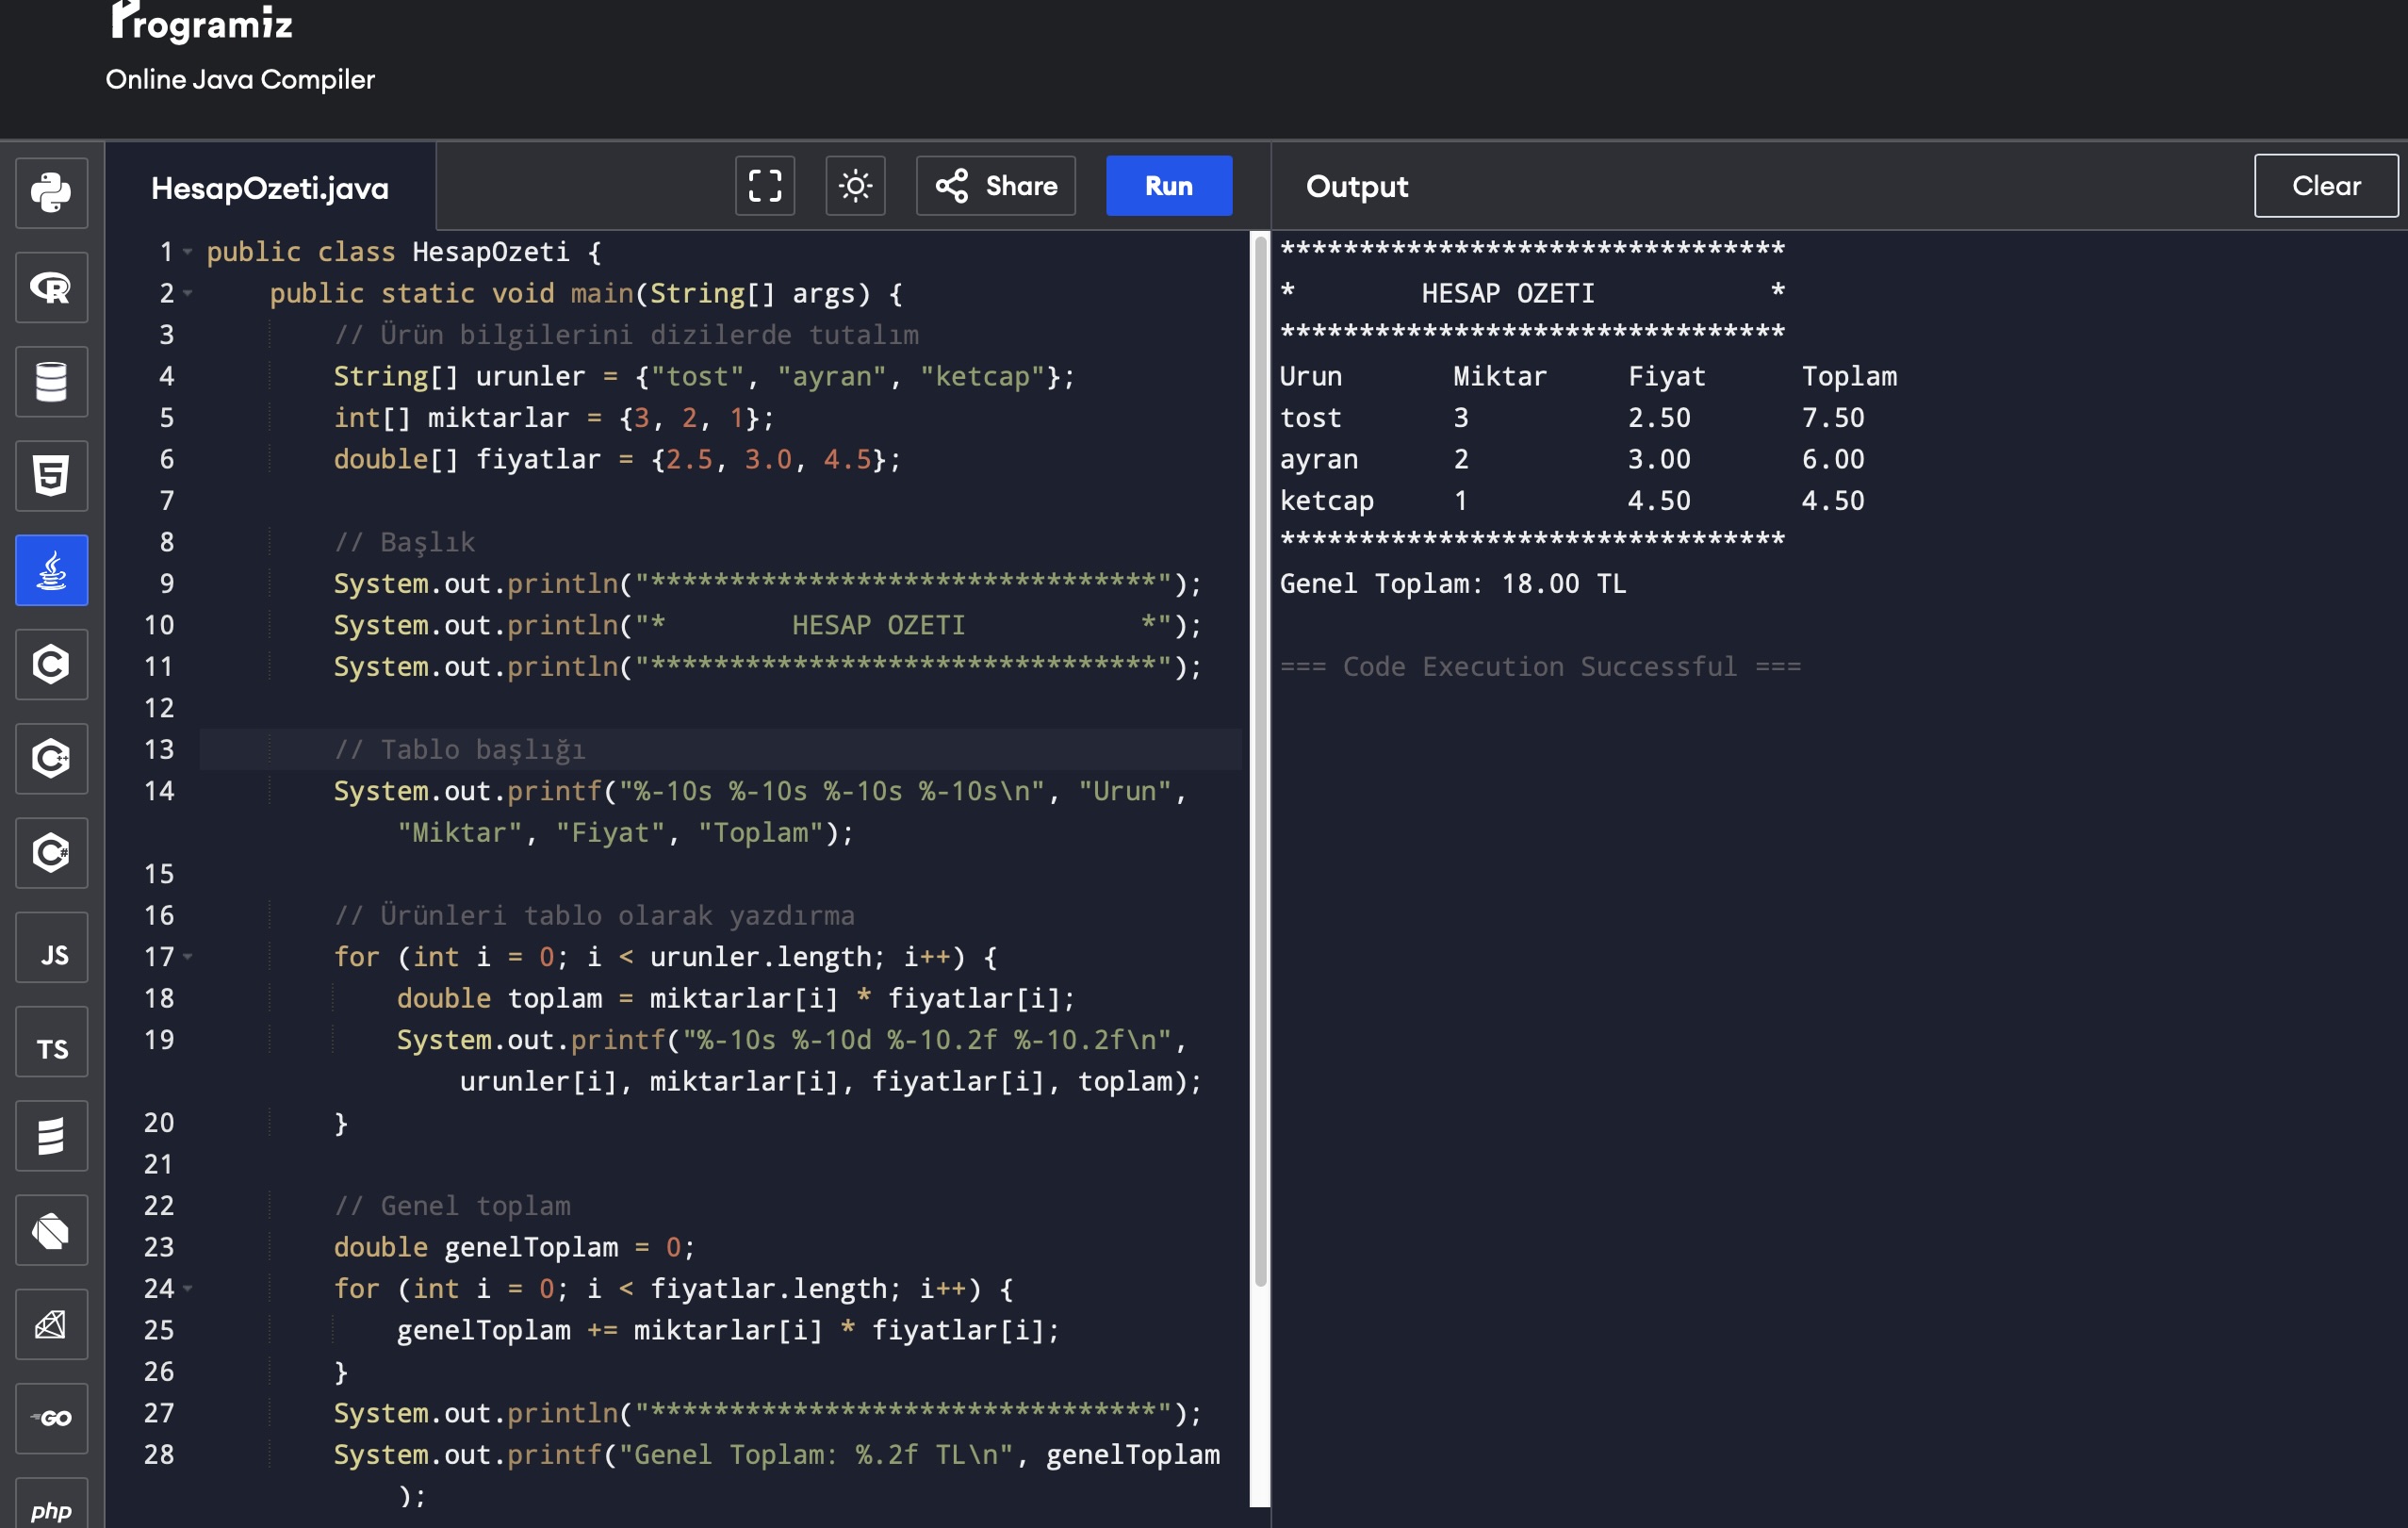 Programiz
Online Java Compiler
HesapOzeti.java
Share
Run
Output
Clear
1 public class HesapOzeti {
2 public static void main(String[] args) {
3 // Ürün bilgilerini dizilerde tutalım
4 String[] urunler = {"tost", "ayran", "ketcap"};
5 int[] miktarlar = {3, 2, 1};
6 double[] fiyatlar = {2.5, 3.0, 4.5};
7
8 // Başlık
9 System.out.println("********************************");
10 System.out.println("*        HESAP OZETI           *");
11 System.out.println("********************************");
12
13 // Tablo başlığı
14 System.out.printf("%-10s %-10s %-10s %-10s\n", "Urun",
"Miktar", "Fiyat", "Toplam");
15
16 // Ürünleri tablo olarak yazdırma
17 for (int i = 0; i < urunler.length; i++) {
18 double toplam = miktarlar[i] * fiyatlar[i];
19 System.out.printf("%-10s %-10d %-10.2f %-10.2f\n",
urunler[i], miktarlar[i], fiyatlar[i], toplam);
20 }
21
22 // Genel toplam
23 double genelToplam = 0;
24 for (int i = 0; i < fiyatlar.length; i++) {
25 genelToplam += miktarlar[i] * fiyatlar[i];
26 }
27 System.out.println("********************************");
28 System.out.printf("Genel Toplam: %.2f TL\n", genelToplam
);
********************************
*        HESAP OZETI           *
********************************
Urun       Miktar     Fiyat      Toplam
tost       3          2.50       7.50
ayran      2          3.00       6.00
ketcap     1          4.50       4.50
********************************
Genel Toplam: 18.00 TL
=== Code Execution Successful ===
R
5
C
C++
C#
JS
TS
GO
php